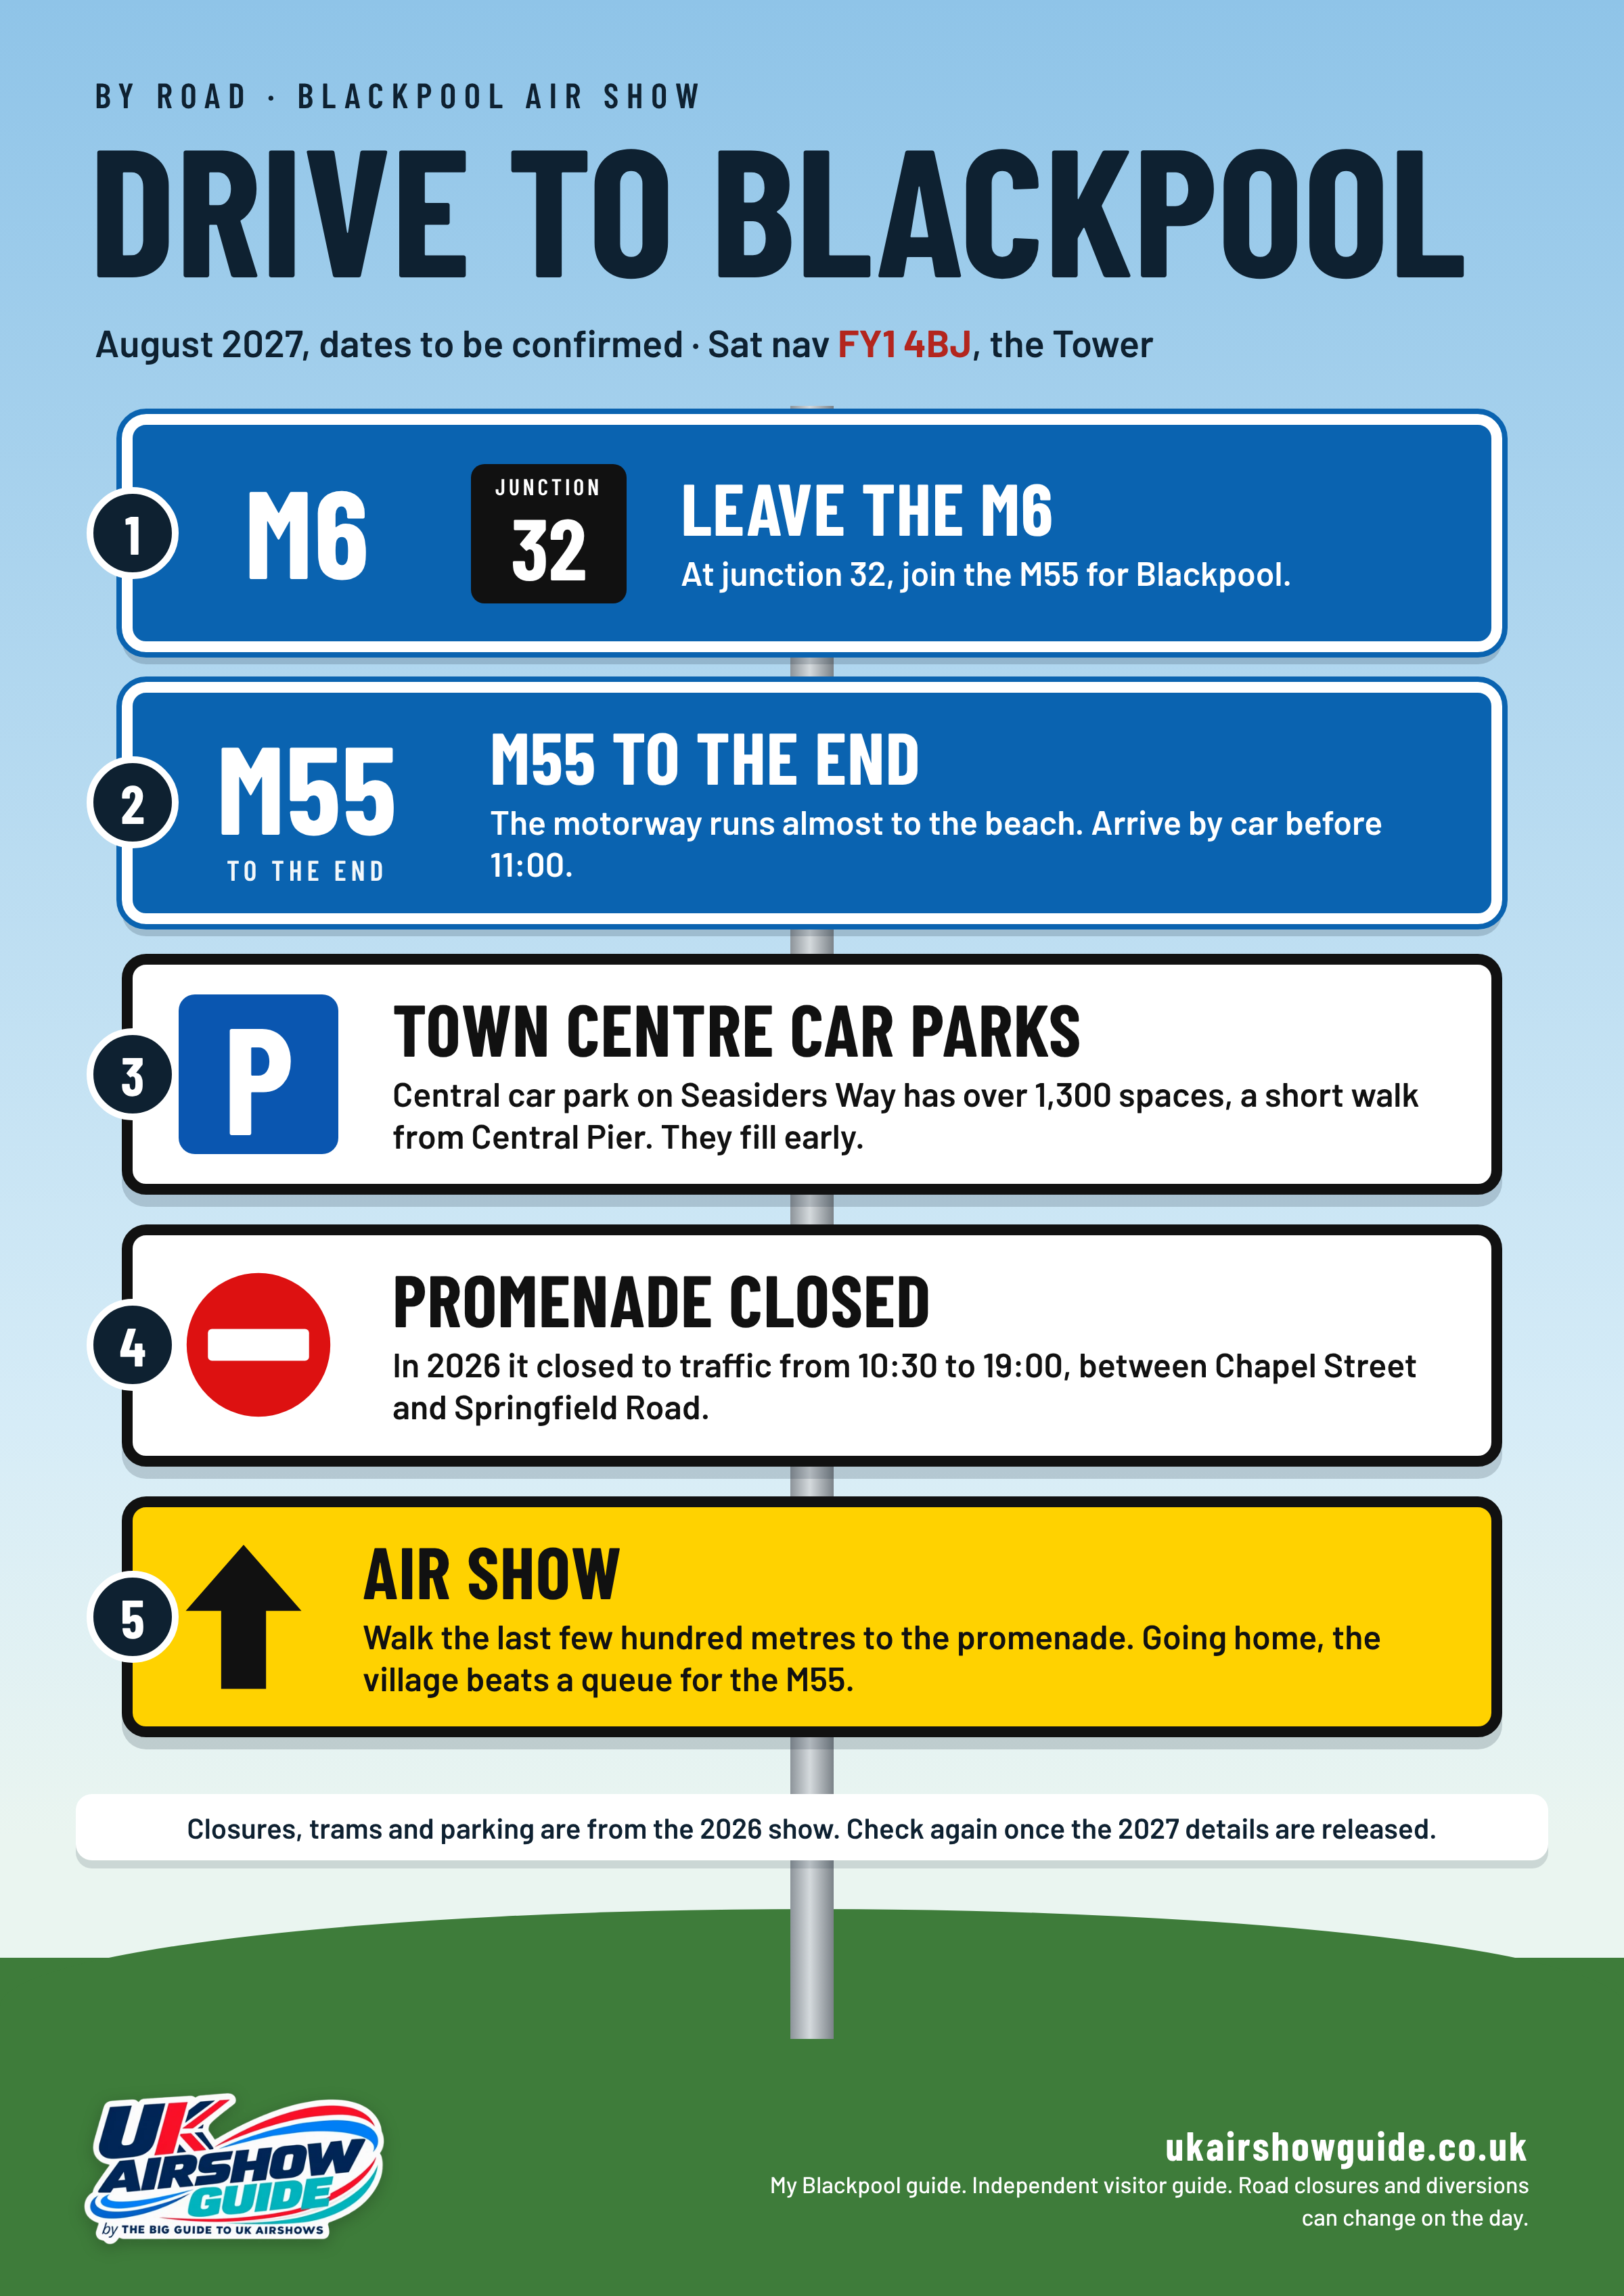 BY ROAD · BLACKPOOL AIR SHOW
DRIVE TO BLACKPOOL
August 2027, dates to be confirmed · Sat nav FY1 4BJ, the Tower
1
M6
JUNCTION
32
LEAVE THE M6
At junction 32, join the M55 for Blackpool.
2
M55
TO THE END
M55 TO THE END
The motorway runs almost to the beach. Arrive by car before
11:00.
3
P
TOWN CENTRE CAR PARKS
Central car park on Seasiders Way has over 1,300 spaces, a short walk
from Central Pier. They fill early.
4
PROMENADE CLOSED
In 2026 it closed to traffic from 10:30 to 19:00, between Chapel Street
and Springfield Road.
5
AIR SHOW
Walk the last few hundred metres to the promenade. Going home, the
village beats a queue for the M55.
Closures, trams and parking are from the 2026 show. Check again once the 2027 details are released.
UK
AIRSHOW
GUIDE
by THE BIG GUIDE TO UK AIRSHOWS
ukairshowguide.co.uk
My Blackpool guide. Independent visitor guide. Road closures and diversions
can change on the day.